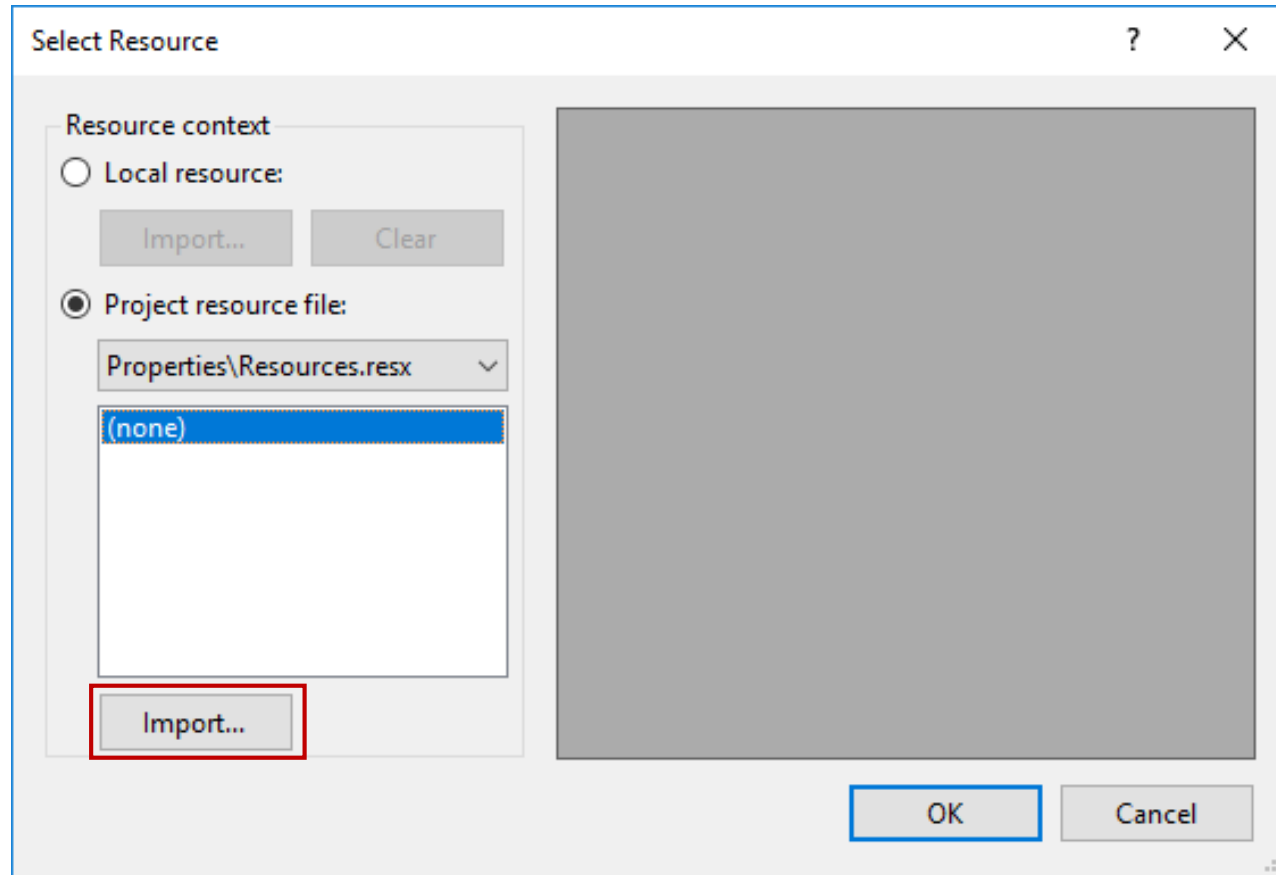 Select Resource
?
Resource context
Local resource:
Import... Clear
Project resource file:
Properties\Resources.resx
(none)
Import...
OK Cancel